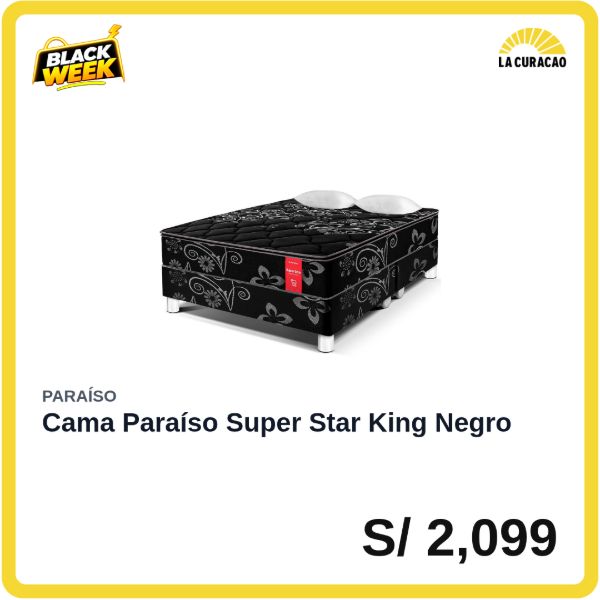 BLACK
WEEK
LA CURACAO
PARAÍSO
Cama Paraíso Super Star King Negro
S/ 2,099